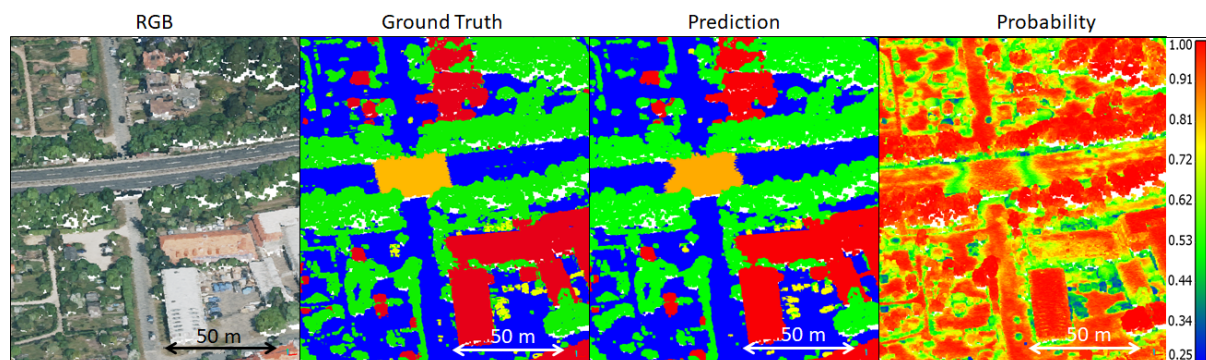 RGB
Ground Truth
Prediction
Probability
1.00
0.91
0.81
0.72
0.62
0.53
0.44
0.34
0.25
50 m
50 m
50 m
50 m